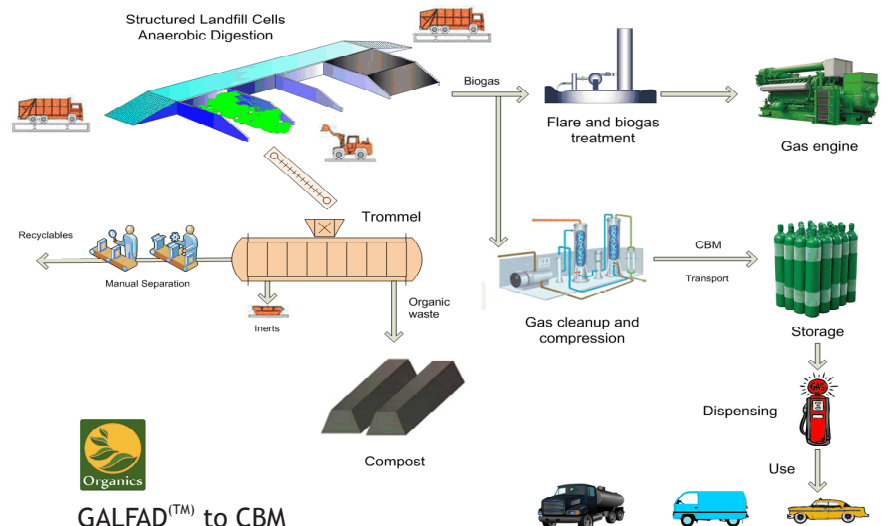 Structured Landfill Cells
Anaerobic Digestion
Biogas
Flare and biogas
treatment
Gas engine
Trommel
Recyclables
Manual Separation
Inerts
Organic
waste
CBM
Transport
Gas cleanup and
compression
Storage
Compost
GAS
Dispensing
Use
Organics
GALFAD(TM) to CBM